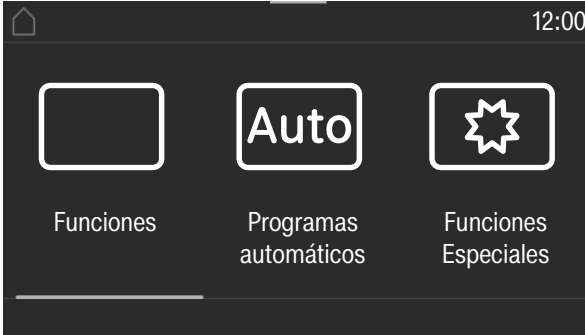 12:00
Auto
Funciones
Programas
automáticos
Funciones
Especiales